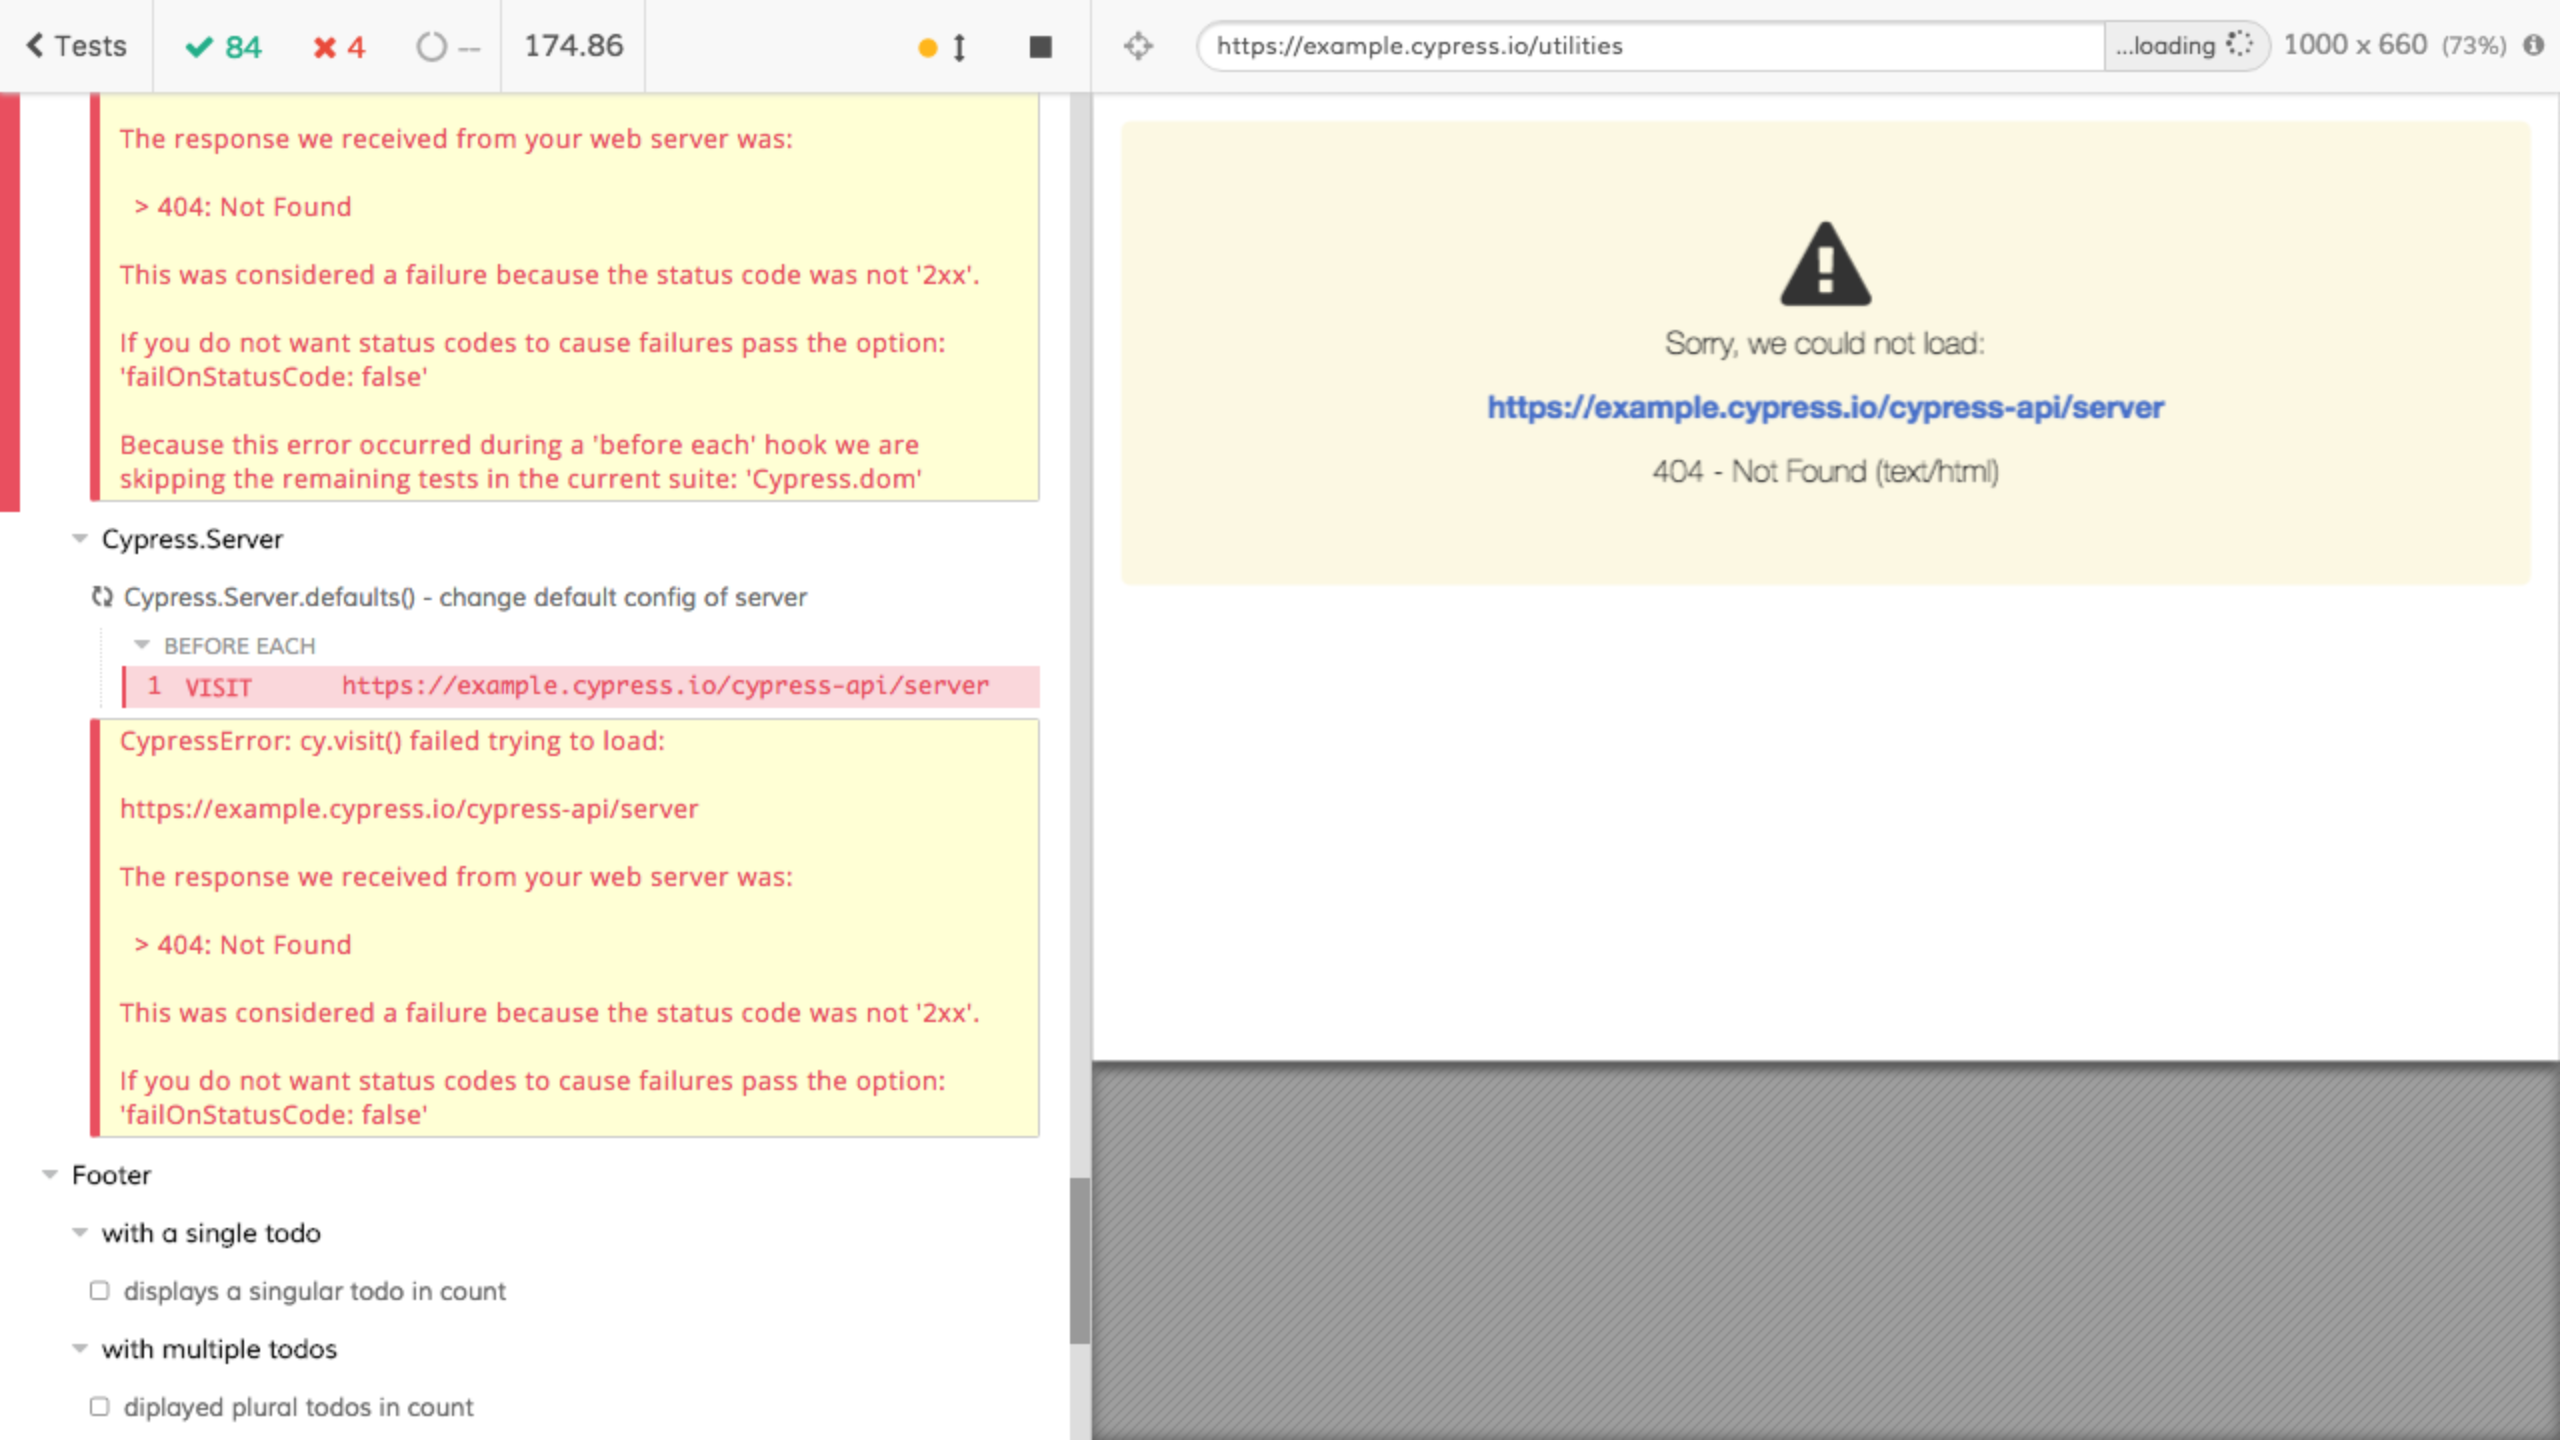 Tests
84
4
--
174.86
https://example.cypress.io/utilities
...loading
1000 x 660 (73%)
The response we received from your web server was:
> 404: Not Found
This was considered a failure because the status code was not '2xx'.
If you do not want status codes to cause failures pass the option:
'failOnStatusCode: false'
Because this error occurred during a 'before each' hook we are
skipping the remaining tests in the current suite: 'Cypress.dom'
Cypress.Server
Cypress.Server.defaults() - change default config of server
BEFORE EACH
1 VISIT https://example.cypress.io/cypress-api/server
CypressError: cy.visit() failed trying to load:
https://example.cypress.io/cypress-api/server
The response we received from your web server was:
> 404: Not Found
This was considered a failure because the status code was not '2xx'.
If you do not want status codes to cause failures pass the option:
'failOnStatusCode: false'
Footer
with a single todo
displays a singular todo in count
with multiple todos
diplayed plural todos in count
Sorry, we could not load:
https://example.cypress.io/cypress-api/server
404 - Not Found (text/html)